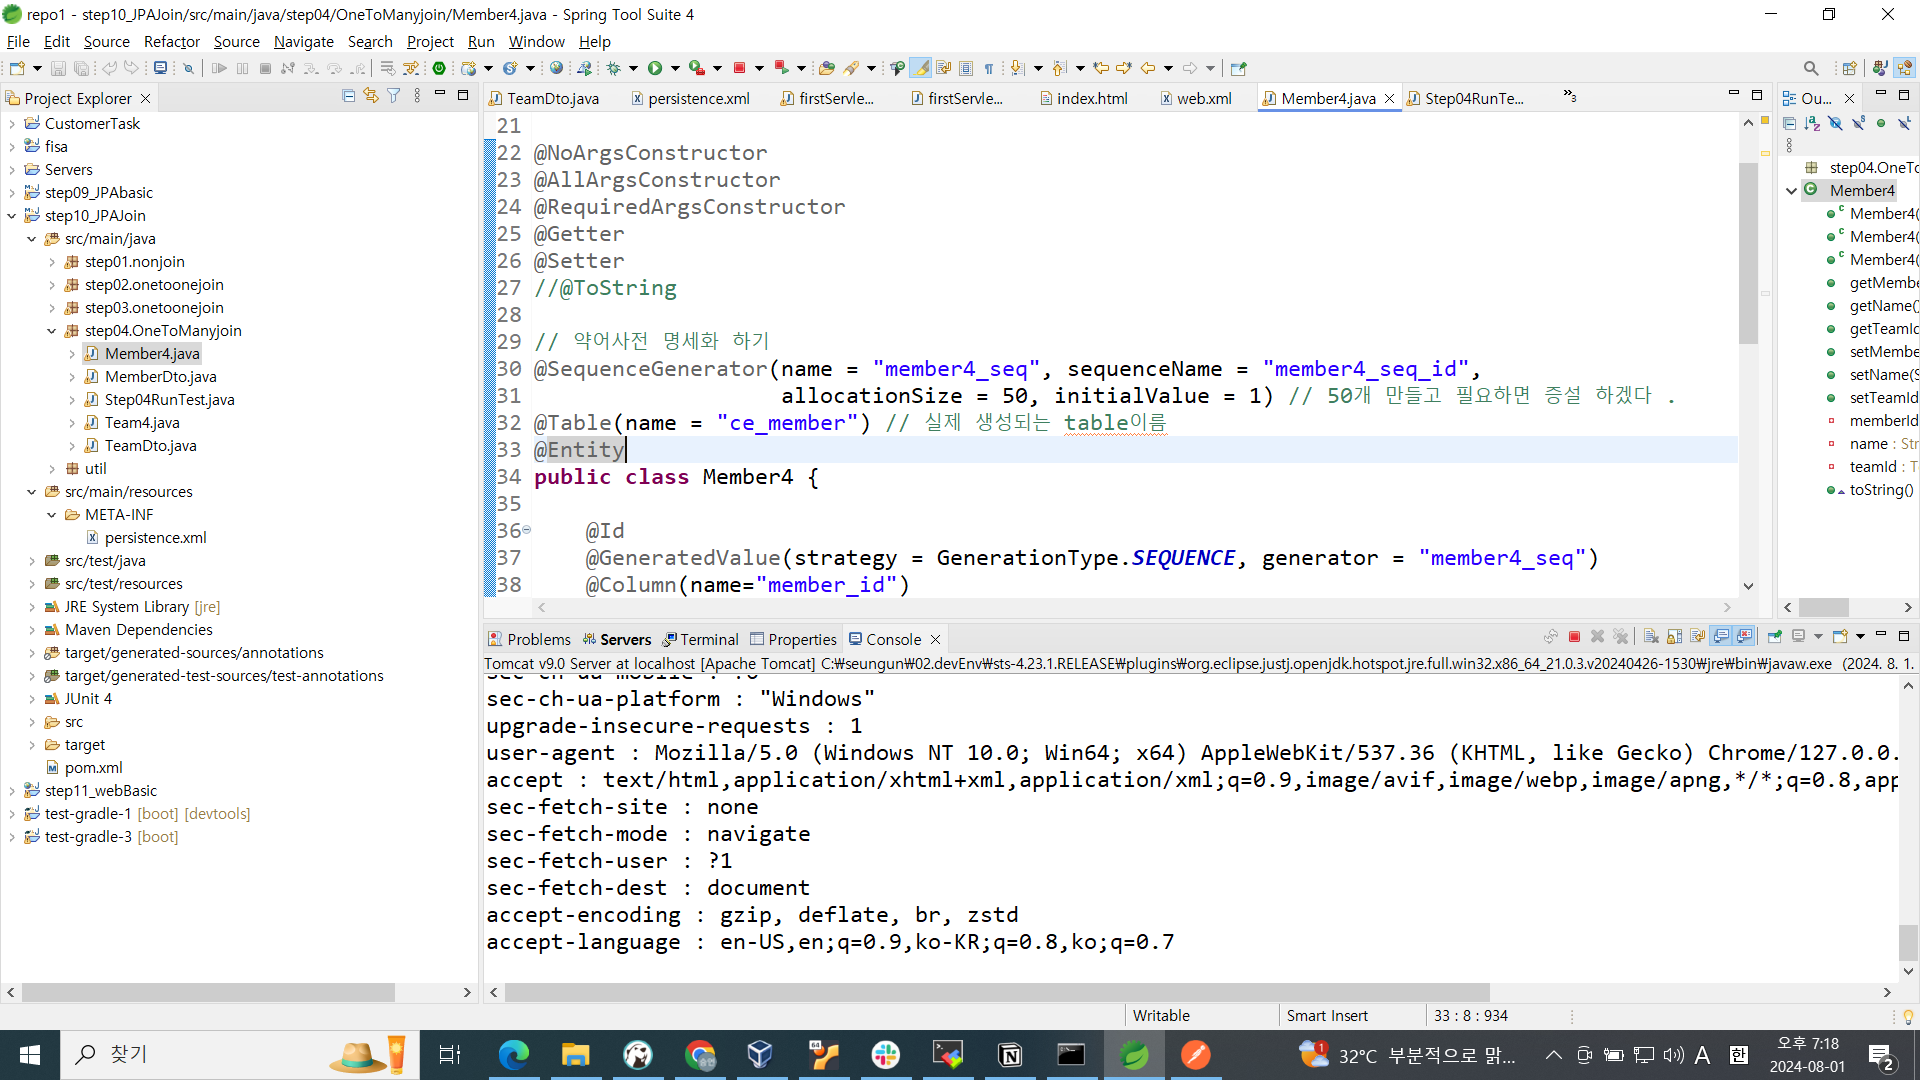 repo1 - step10_JPAJoin/src/main/java/step04/OneToManyjoin/Member4.java - Spring Tool Suite 4
File Edit Source Refactor Source Navigate Search Project Run Window Help
Project Explorer
CustomerTask
fisa
Servers
step09_JPAbasic
step10_JPAJoin
src/main/java
step01.nonjoin
step02.onetoonejoin
step03.onetoonejoin
step04.OneToManyjoin
Member4.java
MemberDto.java
Step04RunTest.java
Team4.java
TeamDto.java
util
src/main/resources
META-INF
persistence.xml
src/test/java
src/test/resources
JRE System Library [jre]
Maven Dependencies
target/generated-sources/annotations
target/generated-test-sources/test-annotations
JUnit 4
src
target
pom.xml
step11_webBasic
test-gradle-1 [boot] [devtools]
test-gradle-3 [boot]
TeamDto.java persistence.xml firstServle... firstServle... index.html web.xml Member4.java Step04RunTe... »3
21
22 @NoArgsConstructor
23 @AllArgsConstructor
24 @RequiredArgsConstructor
25 @Getter
26 @Setter
27 //@ToString
28
29 // 약어사전 명세화 하기
30 @SequenceGenerator(name = "member4_seq", sequenceName = "member4_seq_id",
31 allocationSize = 50, initialValue = 1) // 50개 만들고 필요하면 증설 하겠다 .
32 @Table(name = "ce_member") // 실제 생성되는 table이름
33 @Entity
34 public class Member4 {
35
36 @Id
37 @GeneratedValue(strategy = GenerationType.SEQUENCE, generator = "member4_seq")
38 @Column(name="member_id")
Ou...
step04.OneTo
Member4
Member4(
Member4(
Member4(
getMembe
getName()
getTeamId
setMembe
setName(S
setTeamId
memberId
name : Str
teamId : T
toString()
Problems Servers Terminal Properties Console
Tomcat v9.0 Server at localhost [Apache Tomcat] C:₩seungun₩02.devEnv₩sts-4.23.1.RELEASE₩plugins₩org.eclipse.justj.openjdk.hotspot.jre.full.win32.x86_64_21.0.3.v20240426-1530₩jre₩bin₩javaw.exe (2024. 8. 1.
sec-ch-ua-mobile : ?0
sec-ch-ua-platform : "Windows"
upgrade-insecure-requests : 1
user-agent : Mozilla/5.0 (Windows NT 10.0; Win64; x64) AppleWebKit/537.36 (KHTML, like Gecko) Chrome/127.0.0.
accept : text/html,application/xhtml+xml,application/xml;q=0.9,image/avif,image/webp,image/apng,*/*;q=0.8,app
sec-fetch-site : none
sec-fetch-mode : navigate
sec-fetch-user : ?1
sec-fetch-dest : document
accept-encoding : gzip, deflate, br, zstd
accept-language : en-US,en;q=0.9,ko-KR;q=0.8,ko;q=0.7
Writable Smart Insert 33 : 8 : 934
찾기
1 32°C 부분적으로 맑... A 한 오후 7:18
2024-08-01 2